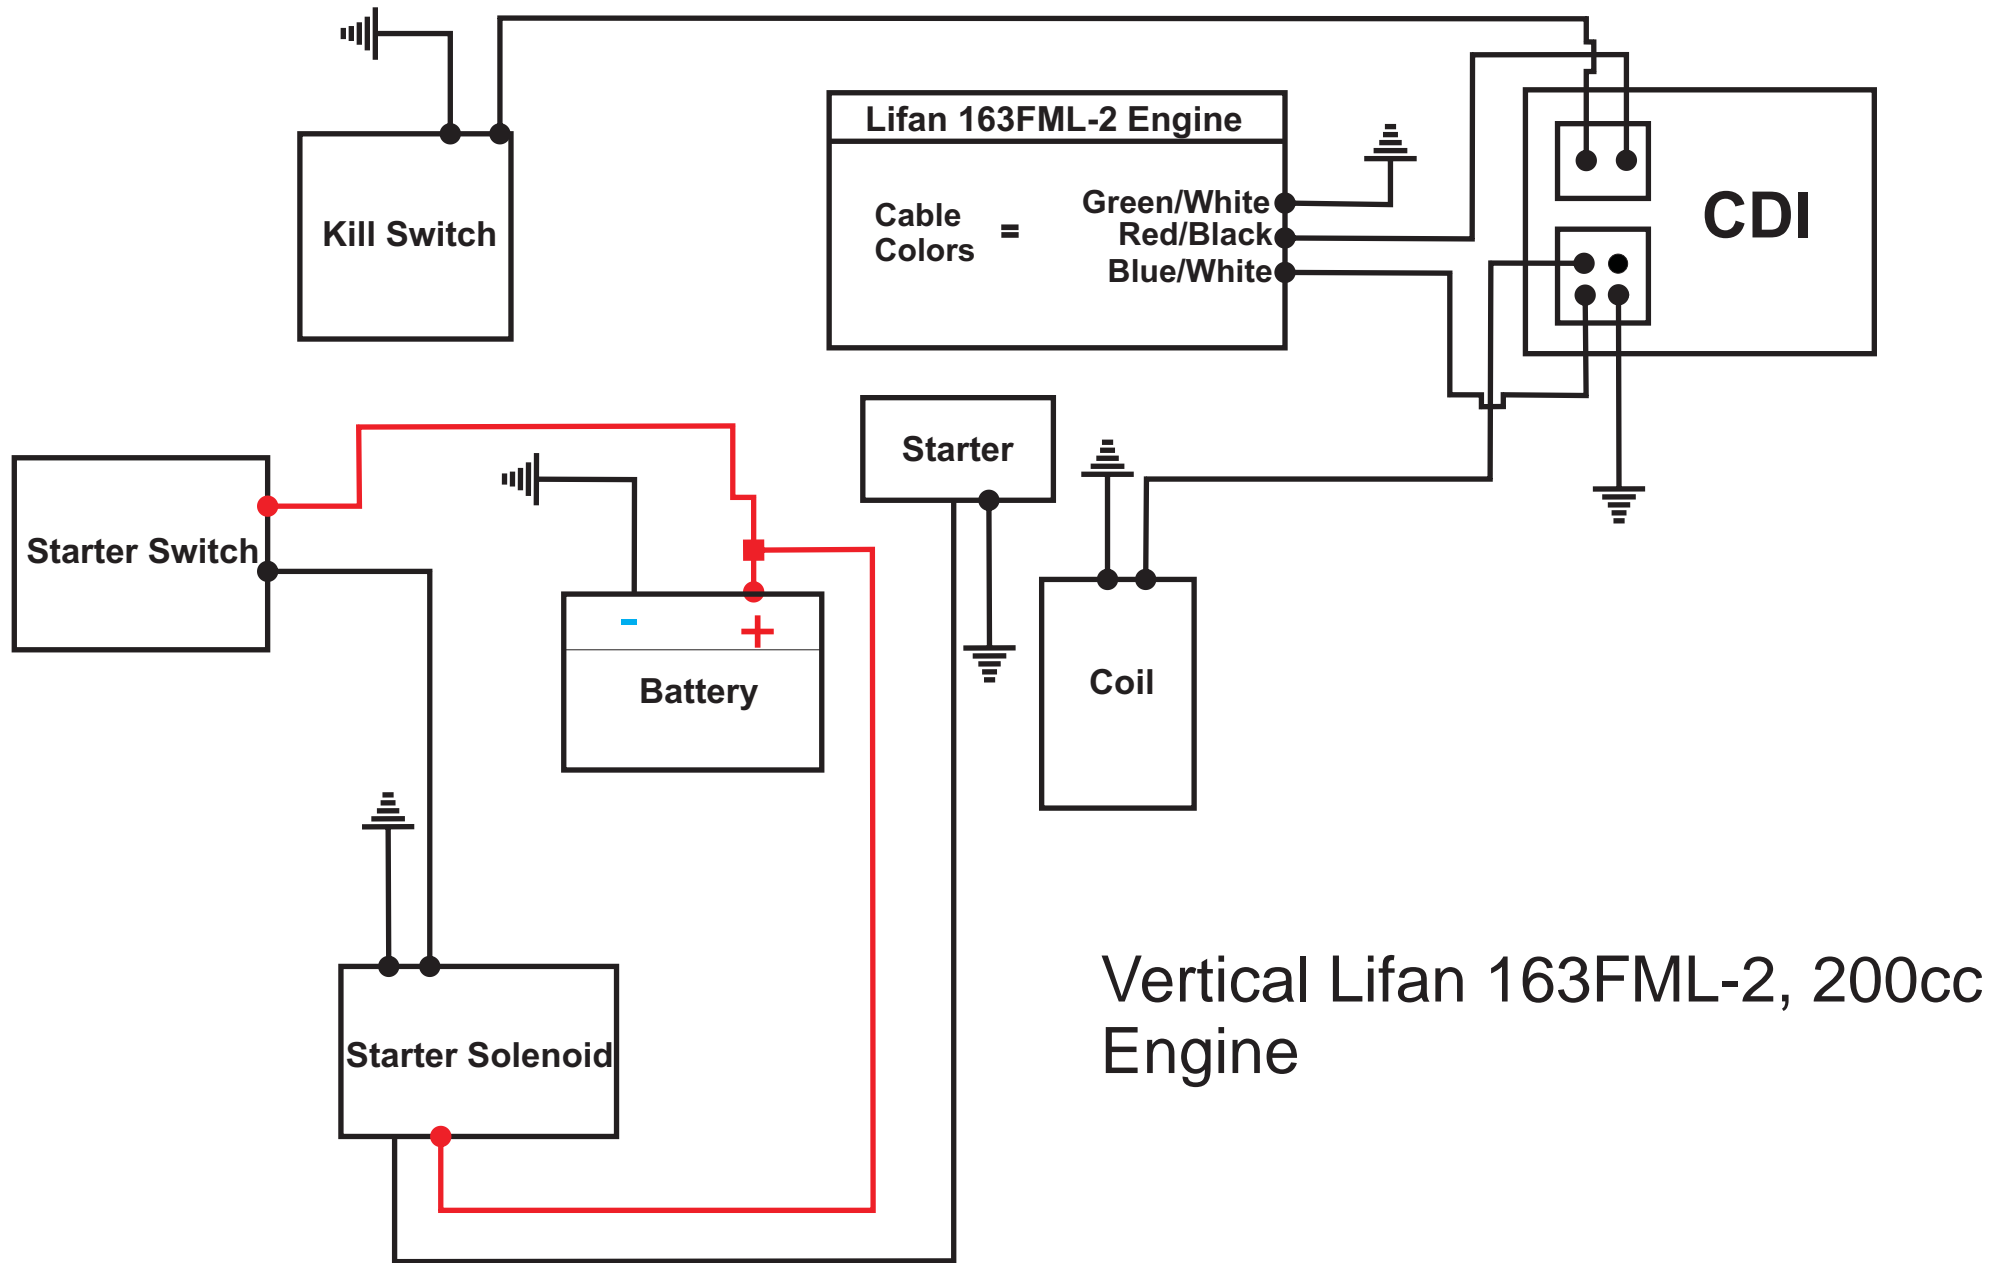 Lifan 163FML-2 Engine
Cable
Colors
=
Green/White
Red/Black
Blue/White
CDI
Kill Switch
Starter
Starter Switch
- +
Battery
Coil
Starter Solenoid
Vertical Lifan 163FML-2, 200cc
Engine